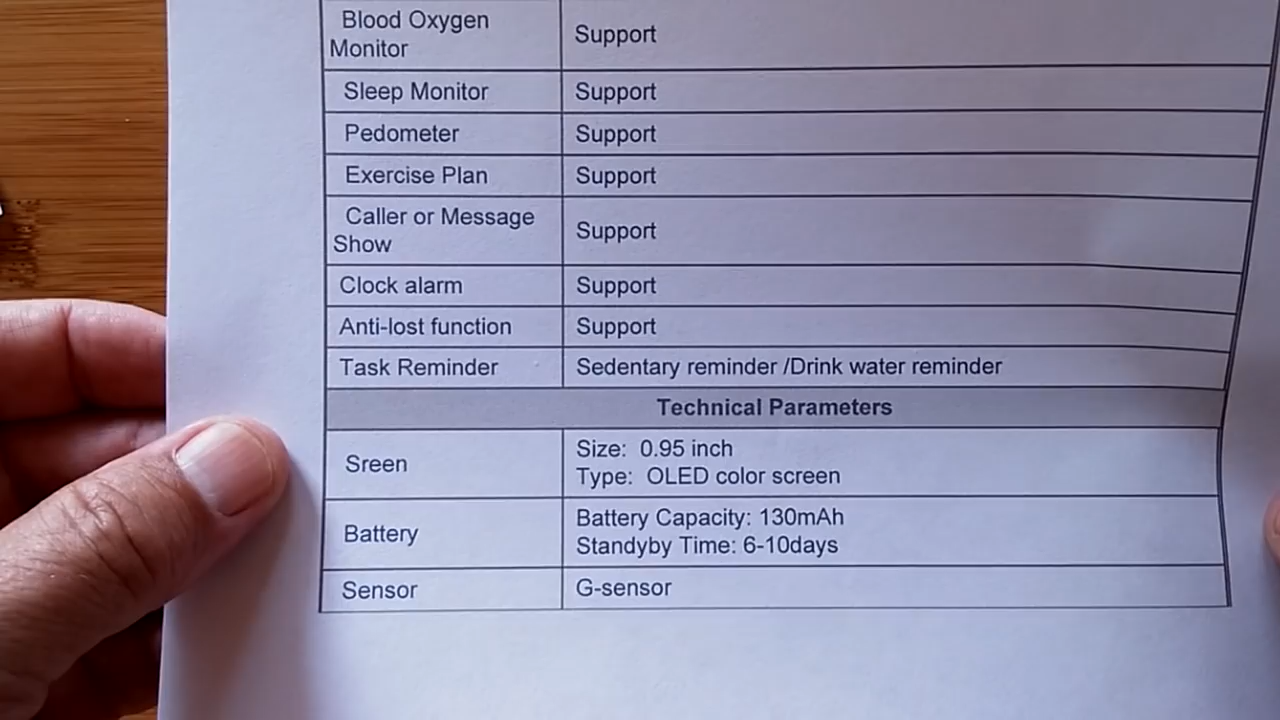 Blood Oxygen
Monitor
Support
Sleep Monitor
Support
Pedometer
Support
Exercise Plan
Support
Caller or Message
Show
Support
Clock alarm
Support
Anti-lost function
Support
Task Reminder
Sedentary reminder /Drink water reminder
Technical Parameters
Sreen
Size: 0.95 inch
Type: OLED color screen
Battery
Battery Capacity: 130mAh
Standyby Time: 6-10days
Sensor
G-sensor